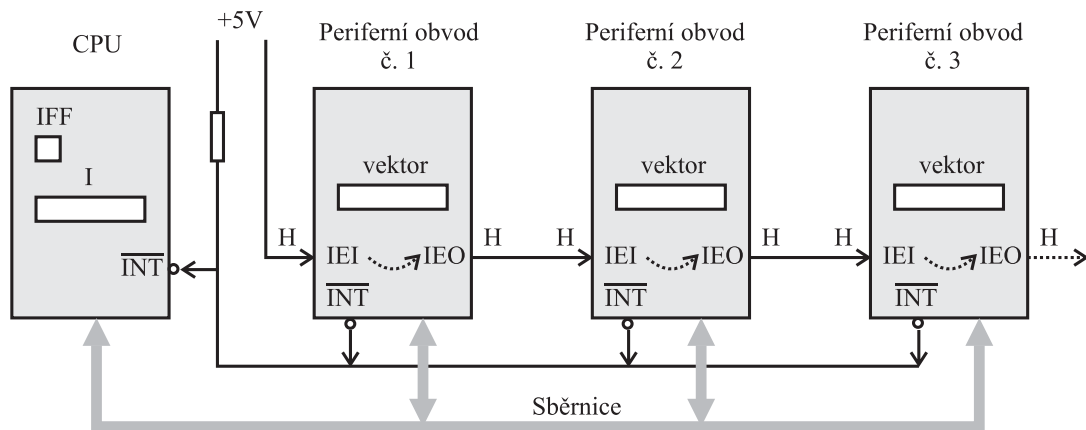 CPU
+5V
Periferní obvod
č. 1
Periferní obvod
č. 2
Periferní obvod
č. 3
IFF
I
INT
vektor
vektor
vektor
H
IEI
IEO
H
H
IEI
IEO
H
H
IEI
IEO
H
INT
INT
INT
Sběrnice